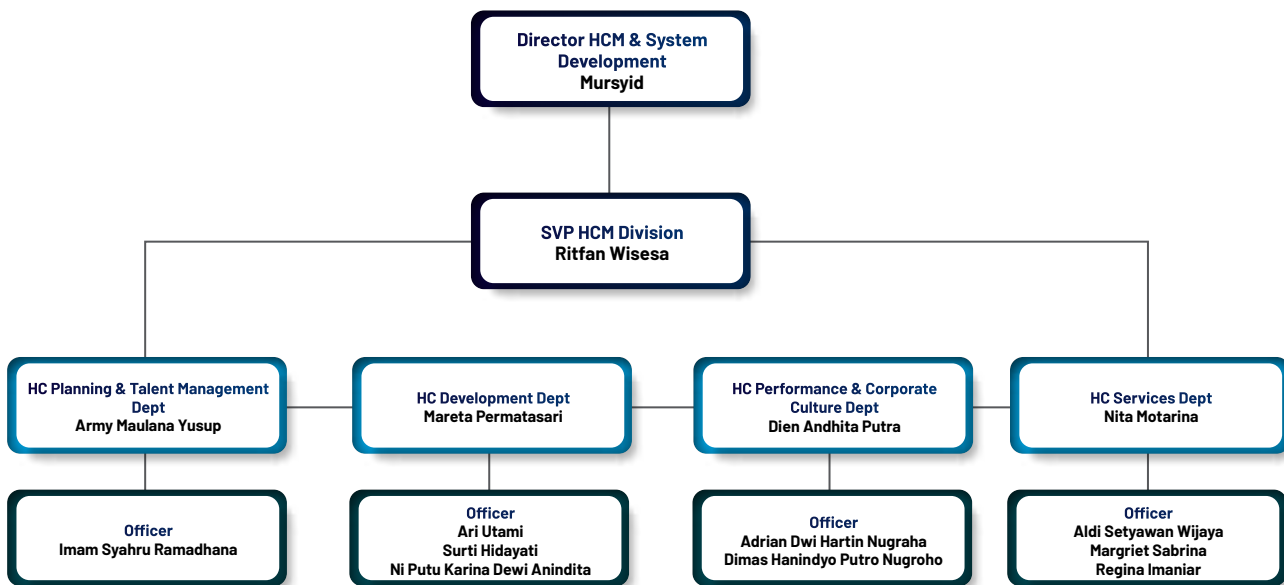 Director HCM & System
Development
Mursyid
SVP HCM Division
Ritfan Wisesa
HC Planning & Talent Management
Dept
Army Maulana Yusup
HC Development Dept
Mareta Permatasari
HC Performance & Corporate
Culture Dept
Dien Andhita Putra
HC Services Dept
Nita Motarina
Officer
Imam Syahru Ramadhana
Officer
Ari Utami
Surti Hidayati
Ni Putu Karina Dewi Anindita
Officer
Adrian Dwi Hartin Nugraha
Dimas Hanindyo Putro Nugroho
Officer
Aldi Setyawan Wijaya
Margriet Sabrina
Regina Imaniar